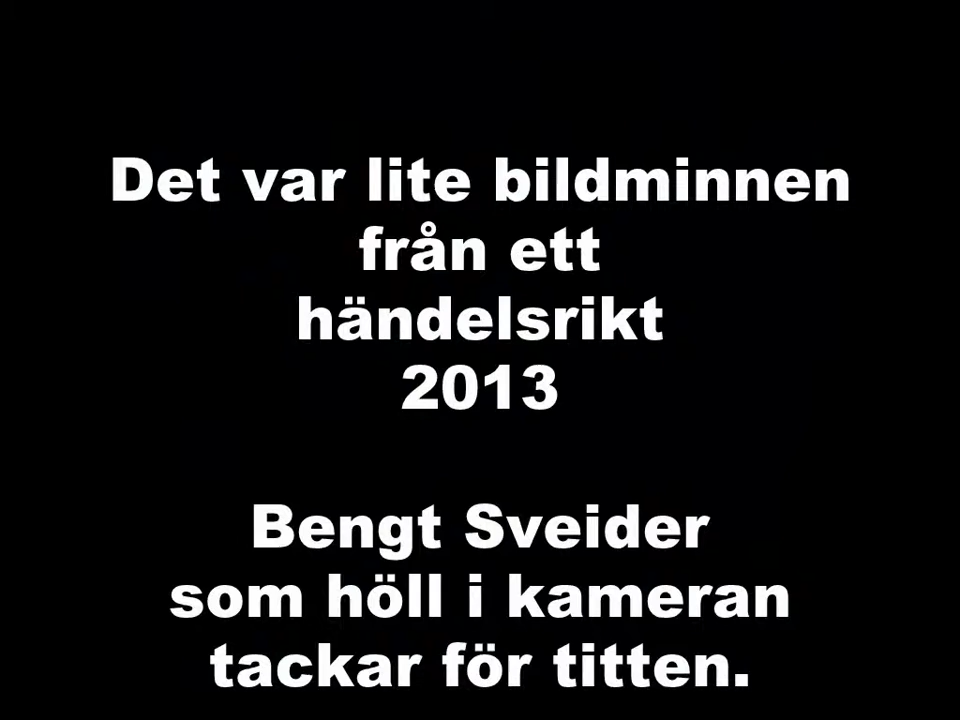 Det var lite bildminnen
från ett
händelsrikt
2013
Bengt Sveider
som höll i kameran
tackar för titten.